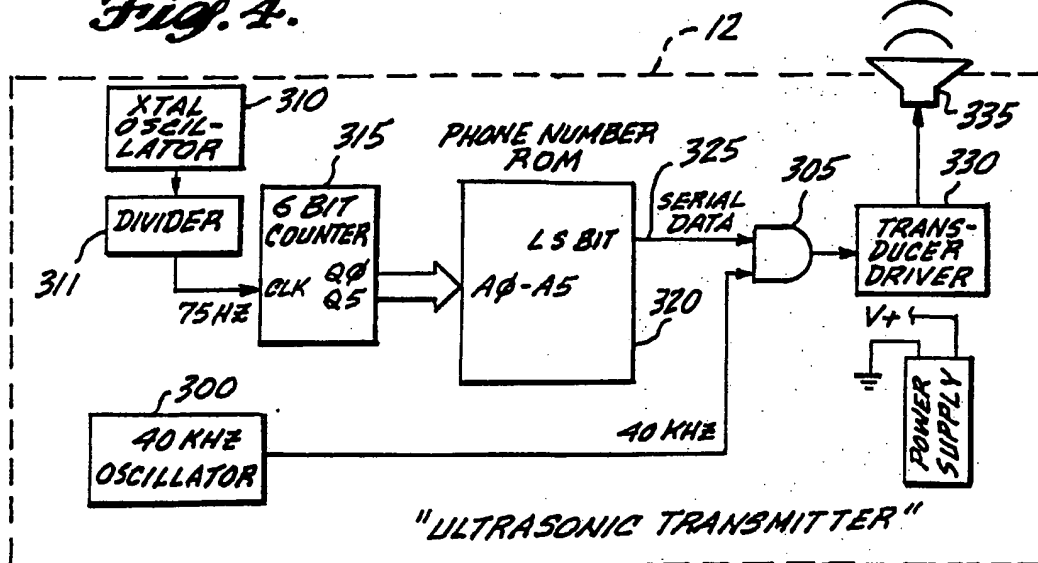 Fig. 4.
12
XTAL
OSCIL-
LATOR
310
DIVIDER
311
75HZ
315
6 BIT
COUNTER
CLK
QØ
Q5
PHONE NUMBER
ROM
LS BIT
AØ-A5
320
325
SERIAL
DATA
305
335
330
TRANS-
DUCER
DRIVER
V+
POWER
SUPPLY
300
40 KHZ
OSCILLATOR
40 KHZ
"ULTRASONIC TRANSMITTER"